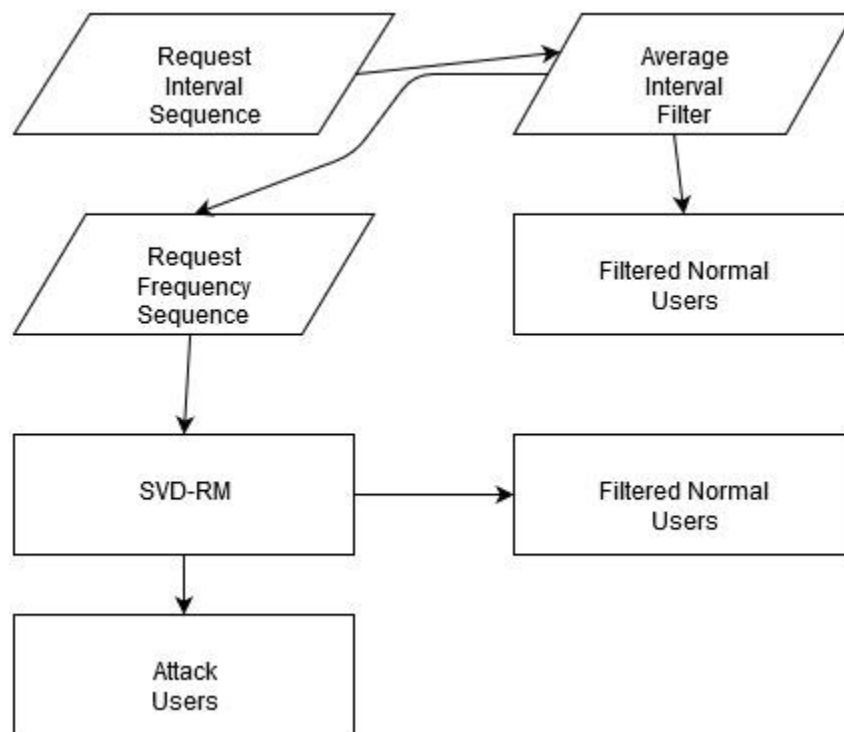 Request
Interval
Sequence
Average
Interval
Filter
Request
Frequency
Sequence
Filtered Normal
Users
SVD-RM
Filtered Normal
Users
Attack
Users